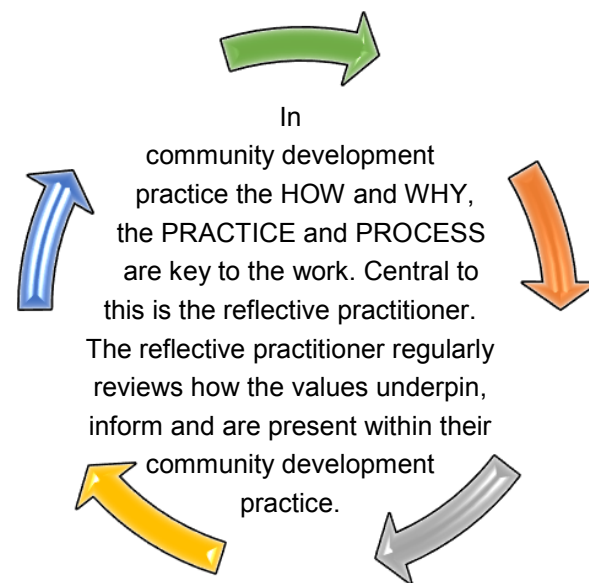 In
community development
practice the HOW and WHY,
the PRACTICE and PROCESS
are key to the work. Central to
this is the reflective practitioner.
The reflective practitioner regularly
reviews how the values underpin,
inform and are present within their
community development
practice.